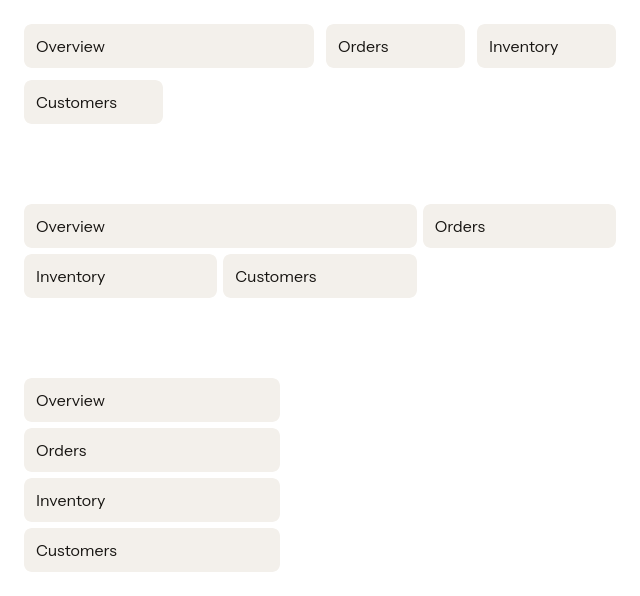 Overview Orders Inventory
Customers
Overview Orders
Inventory Customers
Overview
Orders
Inventory
Customers